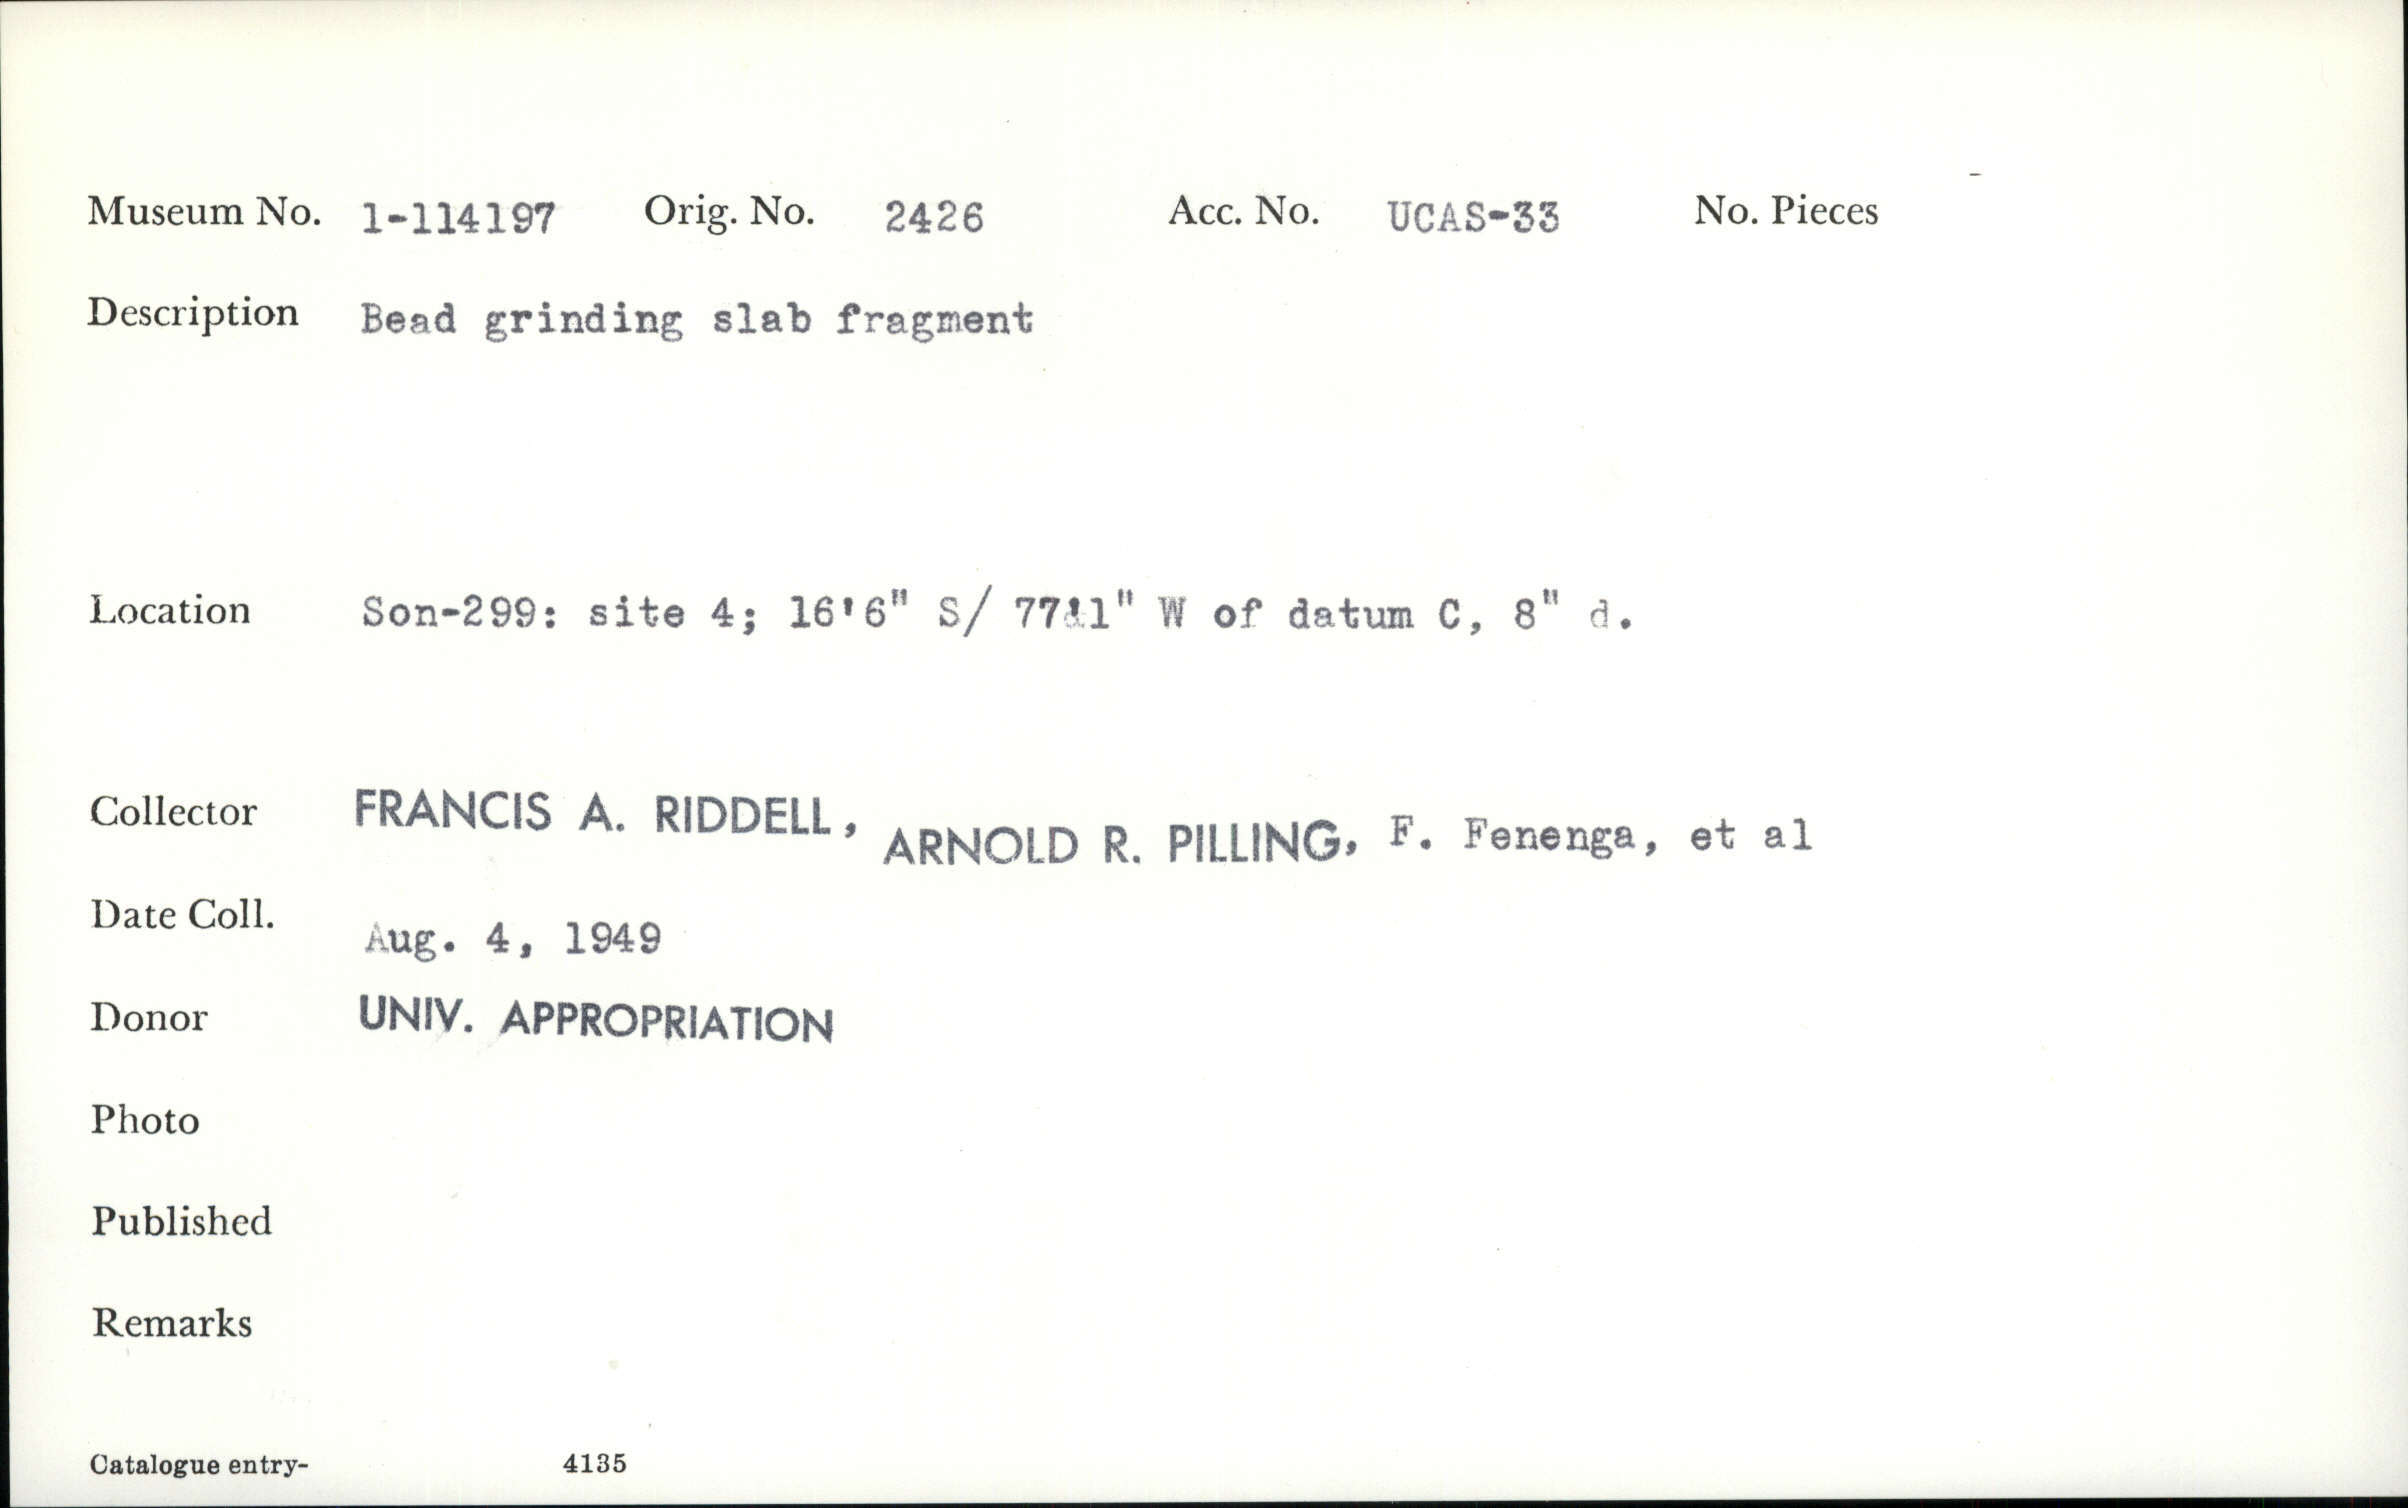 Museum No. 1-114197 Orig. No. 2426 Acc. No. UCAS-33 No. Pieces
Description Bead grinding slab fragment
Location Son-299: site 4; 16'6" S/ 77'1" W of datum C, 8" d.
Collector FRANCIS A. RIDDELL, ARNOLD R. PILLING, F. Fenenga, et al
Date Coll. Aug. 4, 1949
Donor UNIV. APPROPRIATION
Photo
Published
Remarks
Catalogue entry- 4135